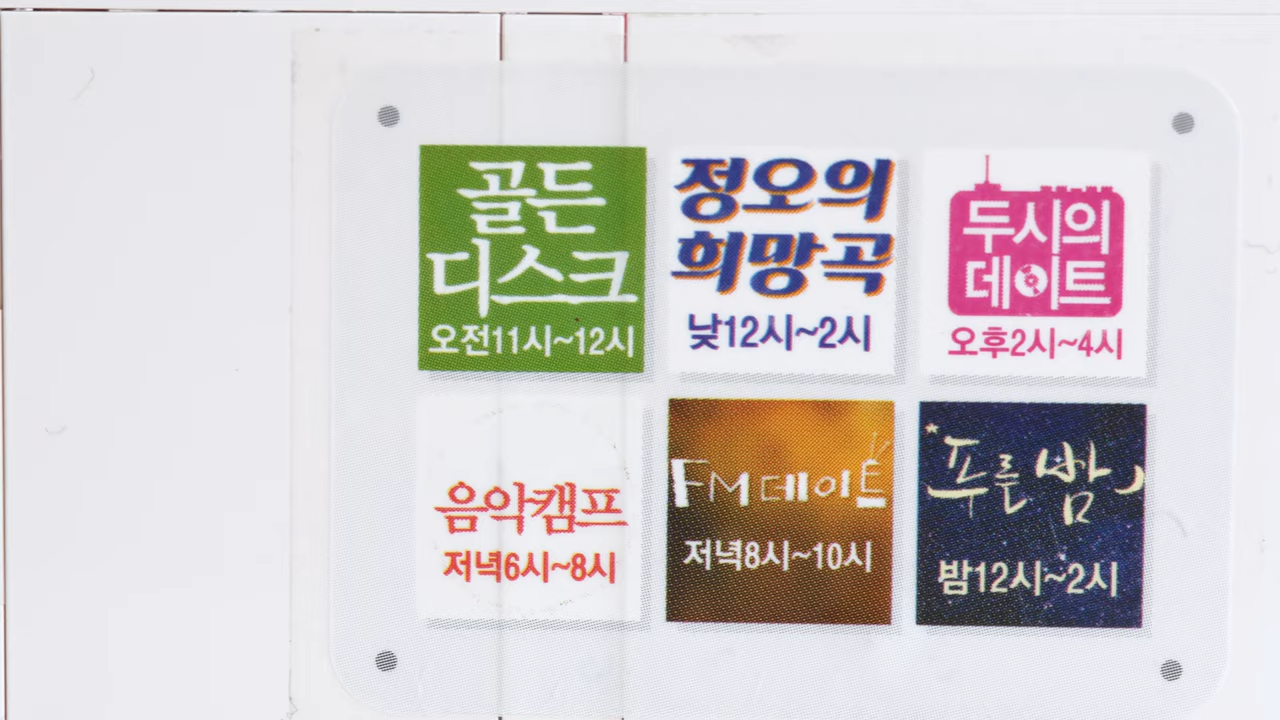 골든
디스크
오전11시~12시
정오의
희망곡
낮12시~2시
두시의
데이트
오후2시~4시
음악캠프
저녁6시~8시
FM데이트
저녁8시~10시
푸른 밤
밤12시~2시